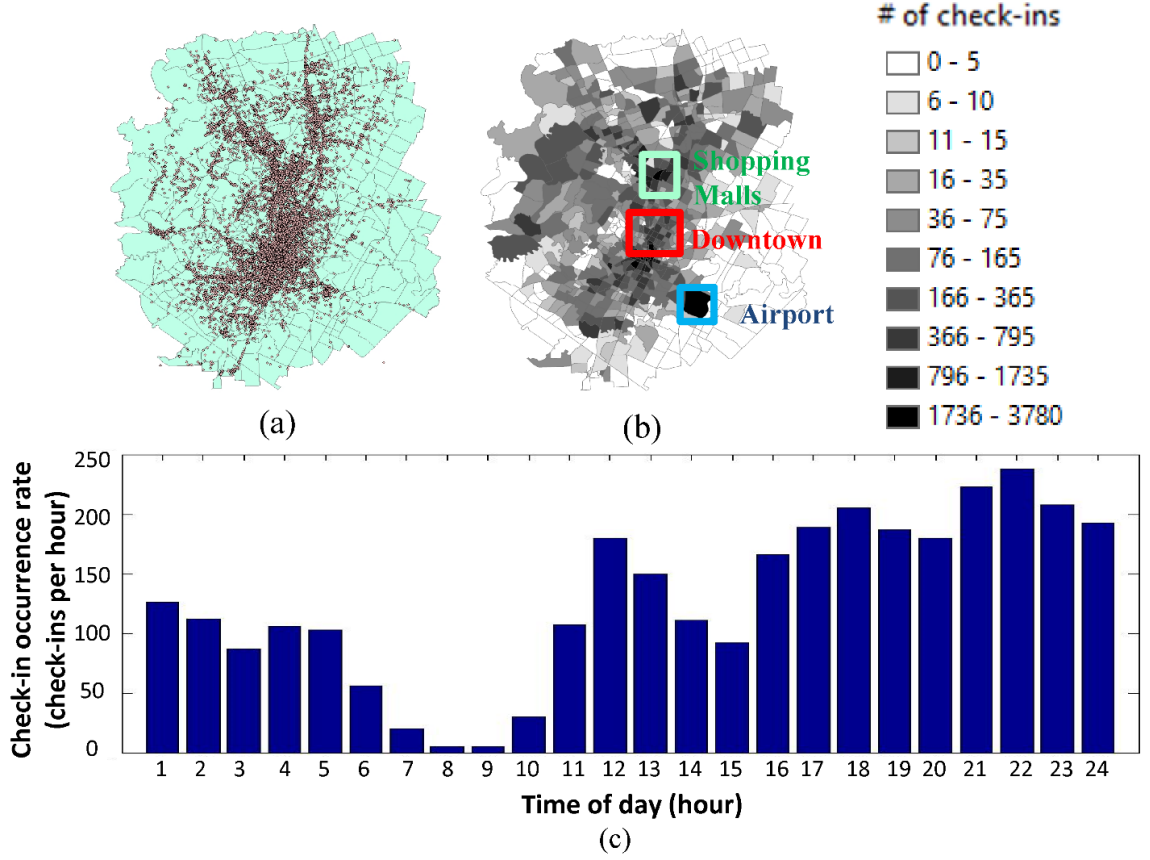 # of check-ins
0 - 5
6 - 10
11 - 15
16 - 35
36 - 75
76 - 165
166 - 365
366 - 795
796 - 1735
1736 - 3780
Shopping
Malls
Downtown
Airport
(a)
(b)
Check-in occurrence rate
(check-ins per hour)
250
200
150
100
50
0
1 2 3 4 5 6 7 8 9 10 11 12 13 14 15 16 17 18 19 20 21 22 23 24
Time of day (hour)
(c)